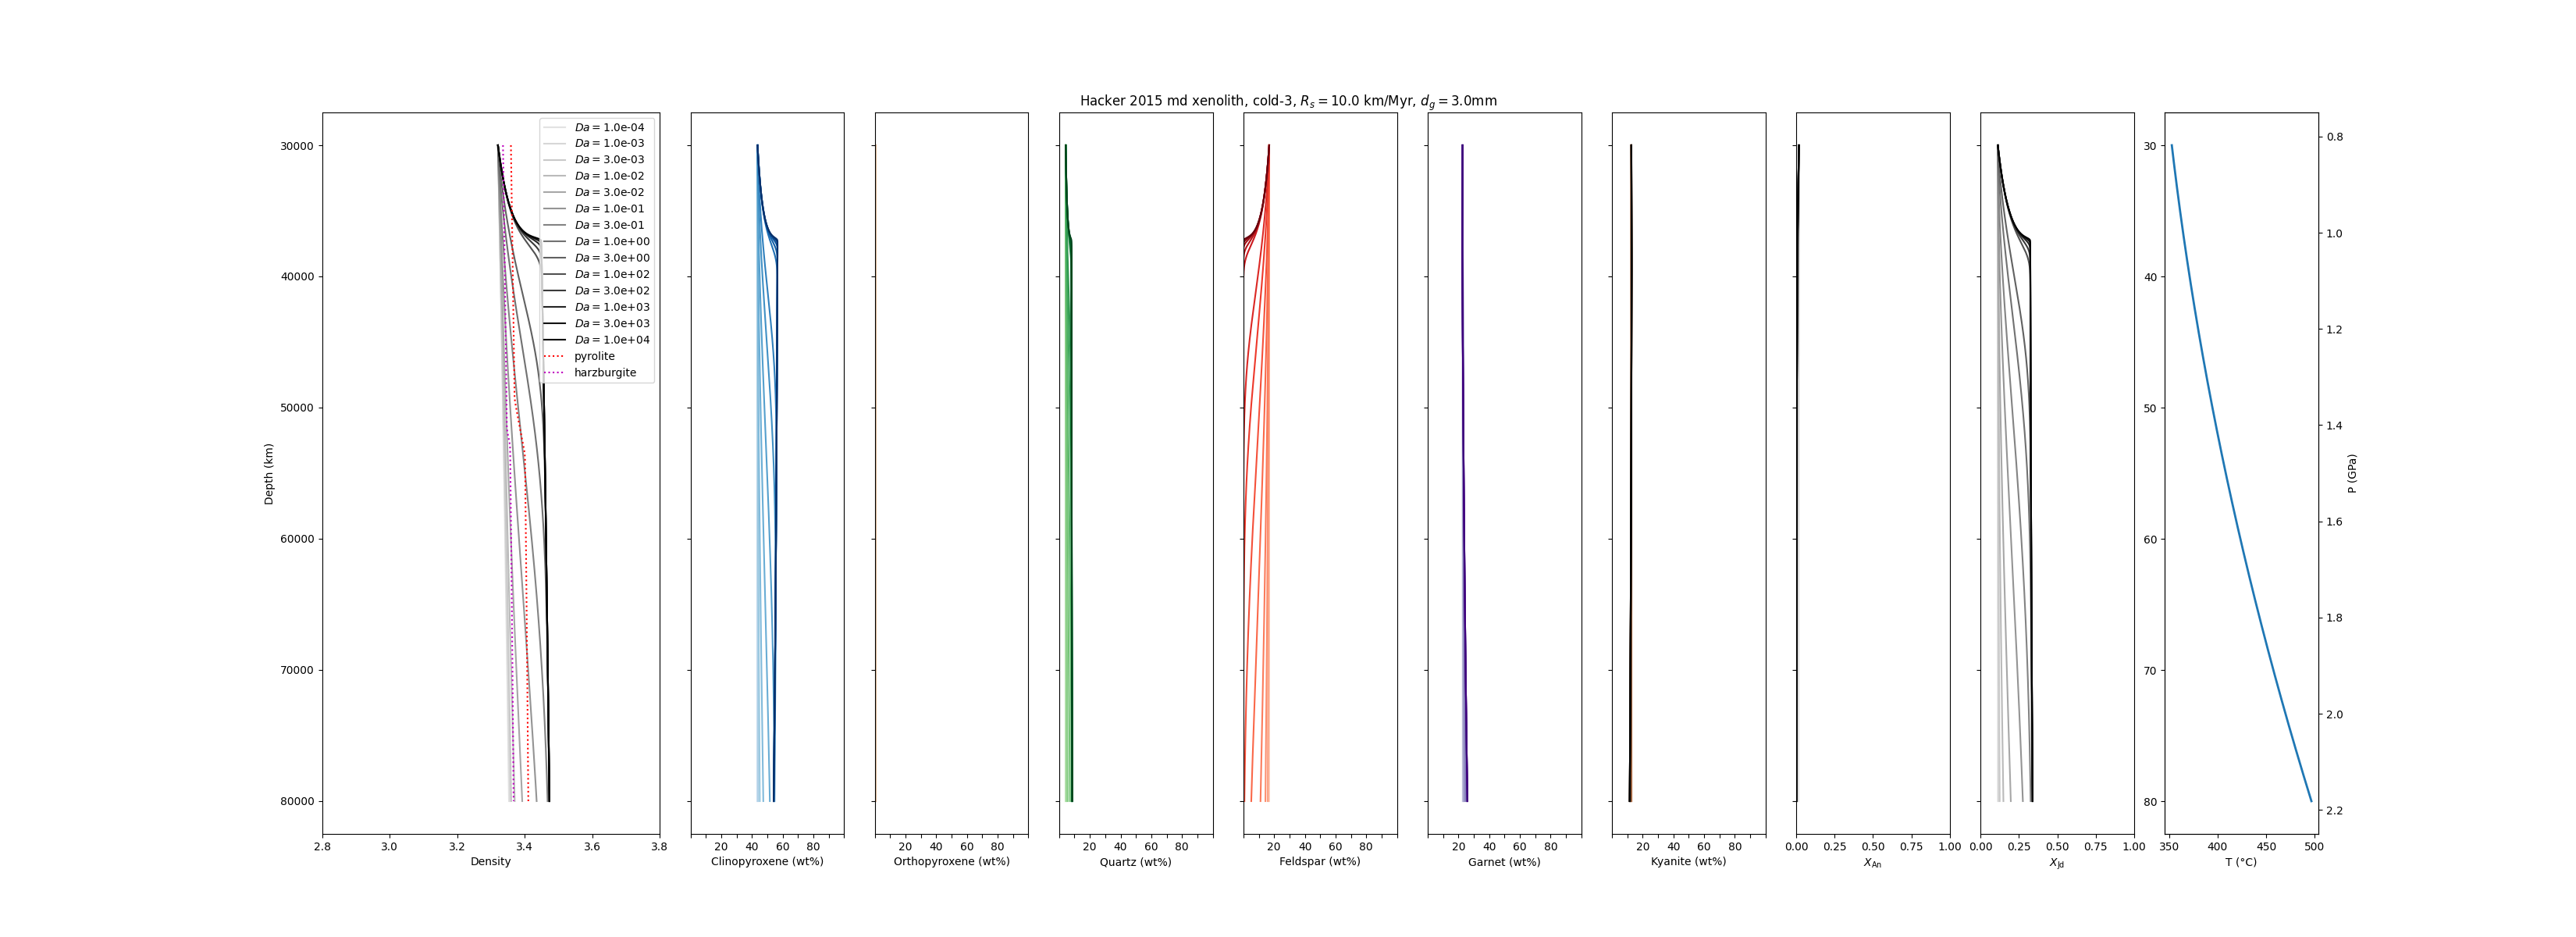 Hacker 2015 md xenolith, cold-3, Rs = 10.0 km/Myr, dg = 3.0mm
Da = 1.0e-04
Da = 1.0e-03
Da = 3.0e-03
Da = 1.0e-02
Da = 3.0e-02
Da = 1.0e-01
Da = 3.0e-01
Da = 1.0e+00
Da = 3.0e+00
Da = 1.0e+02
Da = 3.0e+02
Da = 1.0e+03
Da = 3.0e+03
Da = 1.0e+04
pyrolite
harzburgite
Depth (km)
30000
40000
50000
60000
70000
80000
2.8 3.0 3.2 3.4 3.6 3.8
Density
20 40 60 80
Clinopyroxene (wt%)
20 40 60 80
Orthopyroxene (wt%)
20 40 60 80
Quartz (wt%)
20 40 60 80
Feldspar (wt%)
20 40 60 80
Garnet (wt%)
20 40 60 80
Kyanite (wt%)
0.00 0.25 0.50 0.75 1.00
XAn
0.00 0.25 0.50 0.75 1.00
XJd
30
40
50
60
70
80
350 400 450 500
T (°C)
0.8
1.0
1.2
1.4
1.6
1.8
2.0
2.2
P (GPa)